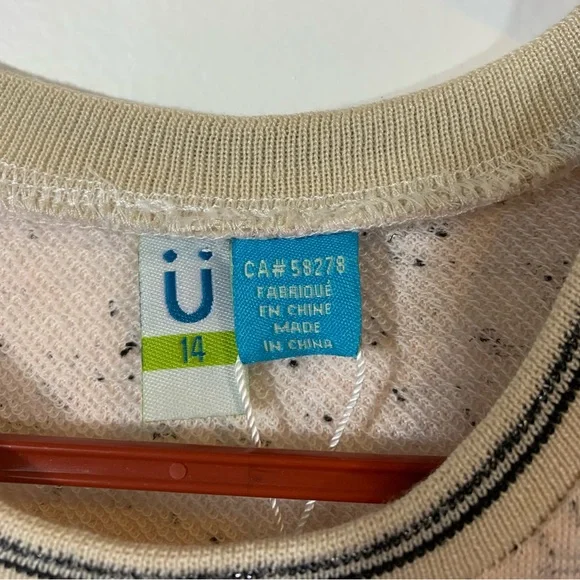 Ü
14
CA#58278
FABRIQUÉ
EN CHINE
MADE
IN CHINA